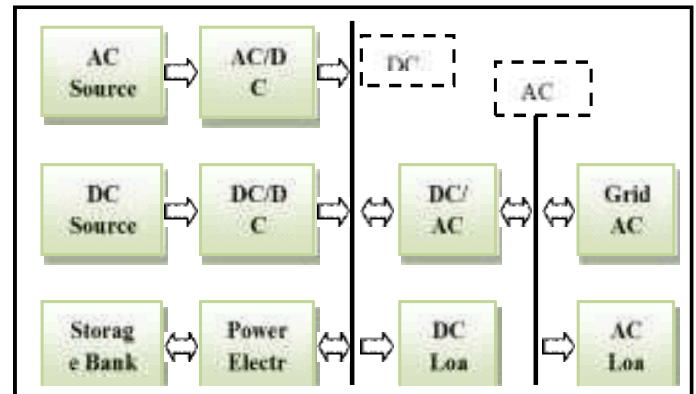 AC
Source
AC/D
C
DC
AC
DC
Source
DC/D
C
DC/
AC
Grid
AC
Storag
e Bank
Power
Electr
DC
Loa
AC
Loa